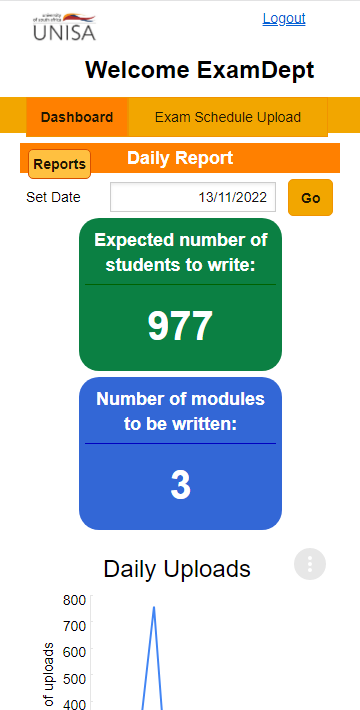 university
of south africa
UNISA
Logout
Welcome ExamDept
Dashboard
Exam Schedule Upload
Reports
Daily Report
Set Date
13/11/2022
Go
Expected number of
students to write:
977
Number of modules
to be written:
3
Daily Uploads
800
700
600
500
400
of uploads